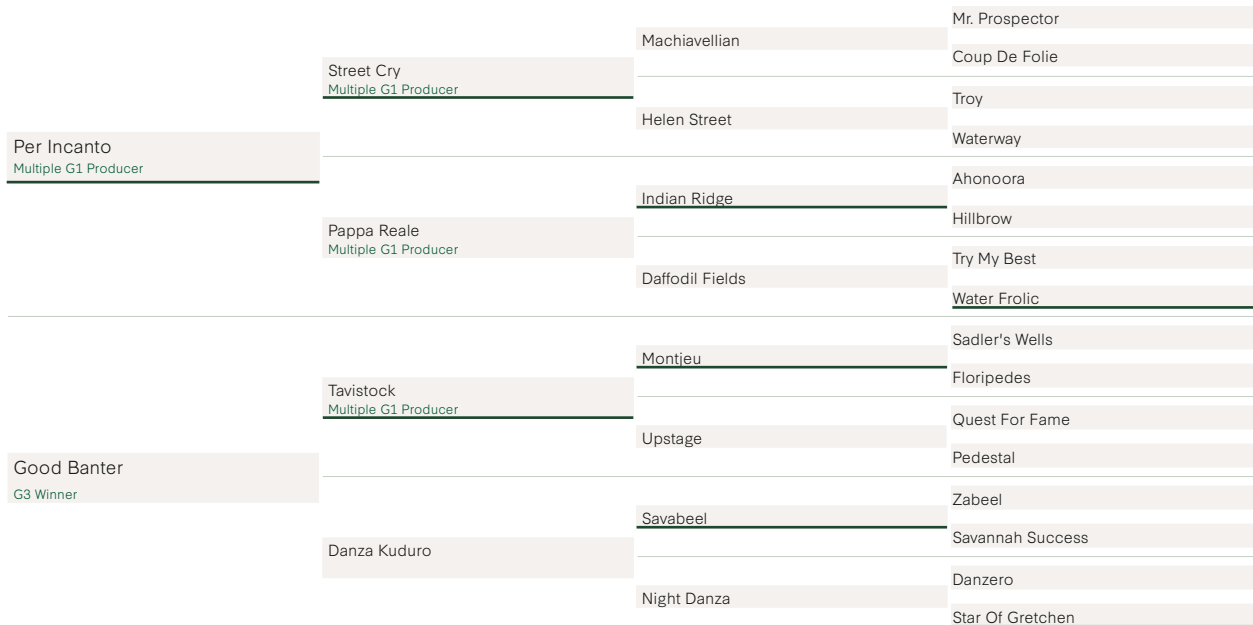 Per Incanto
Multiple G1 Producer
Good Banter
G3 Winner
Street Cry
Multiple G1 Producer
Pappa Reale
Multiple G1 Producer
Tavistock
Multiple G1 Producer
Danza Kuduro
Machiavellian
Helen Street
Indian Ridge
Daffodil Fields
Montjeu
Upstage
Savabeel
Night Danza
Mr. Prospector
Coup De Folie
Troy
Waterway
Ahonoora
Hillbrow
Try My Best
Water Frolic
Sadler's Wells
Floripedes
Quest For Fame
Pedestal
Zabeel
Savannah Success
Danzero
Star Of Gretchen